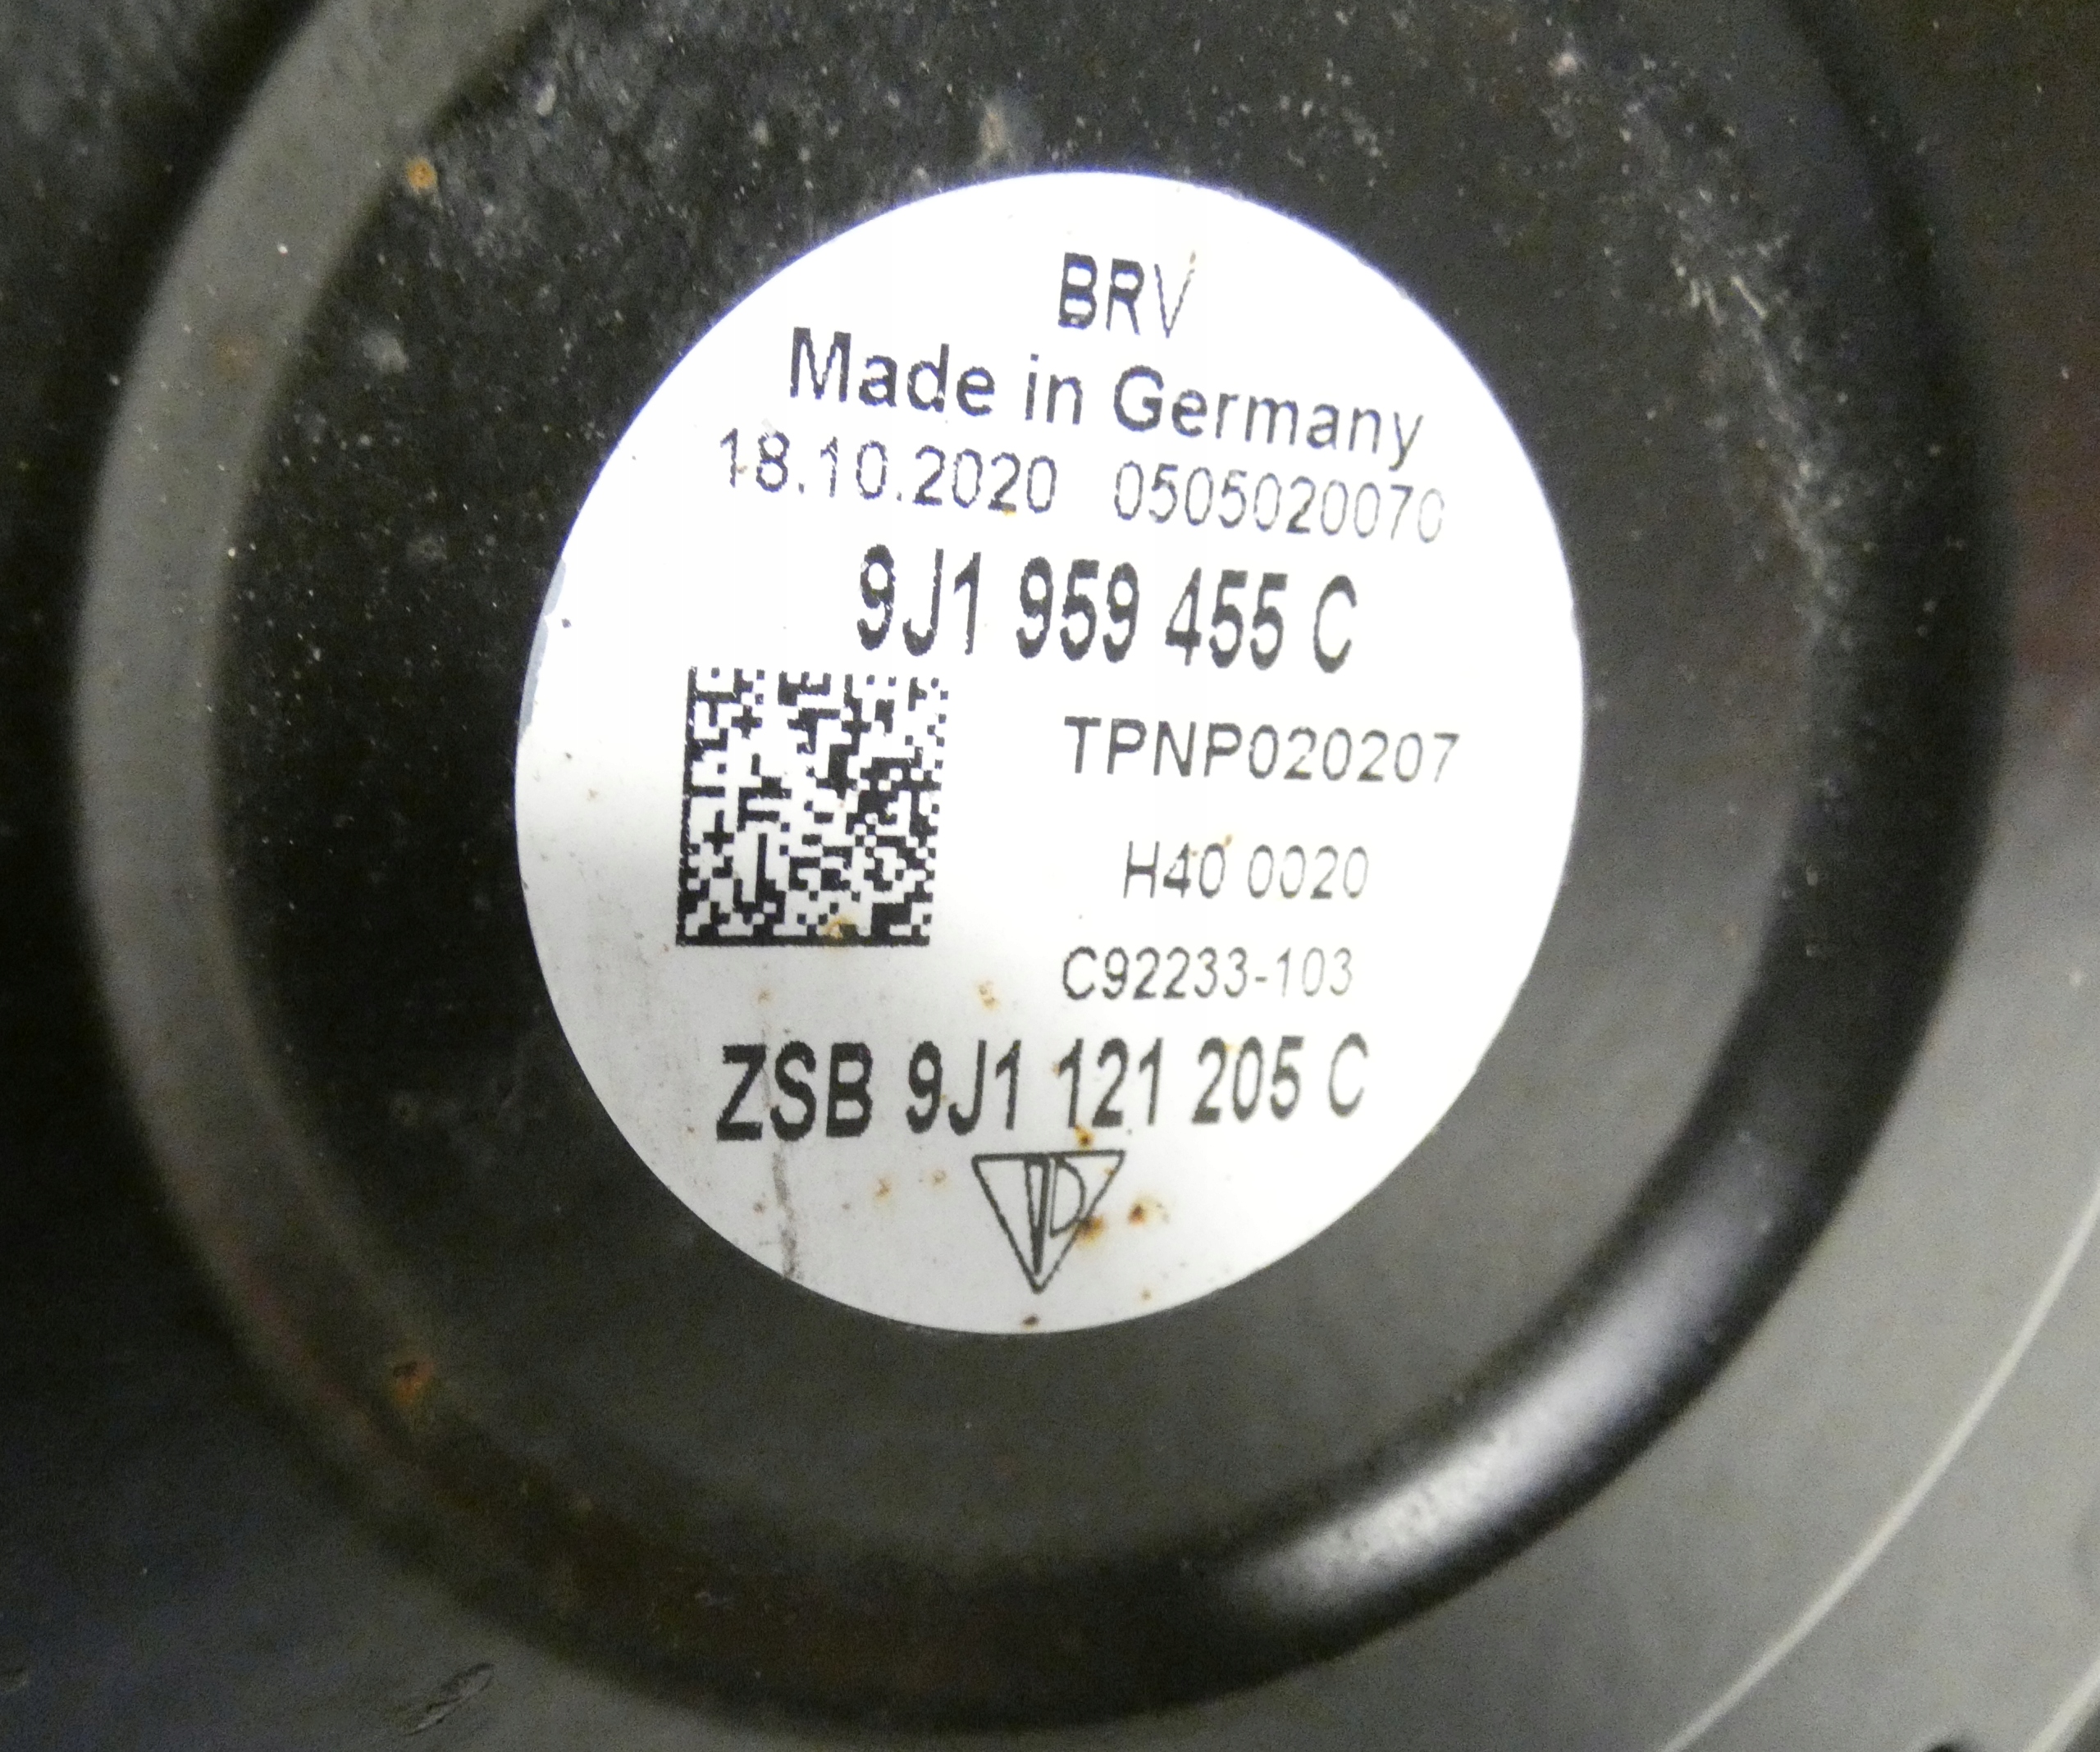 BRV
Made in Germany
18.10.2020 0505020070
9J1 959 455 C
TPNP020207
H40 0020
C92233-103
ZSB 9J1 121 205 C